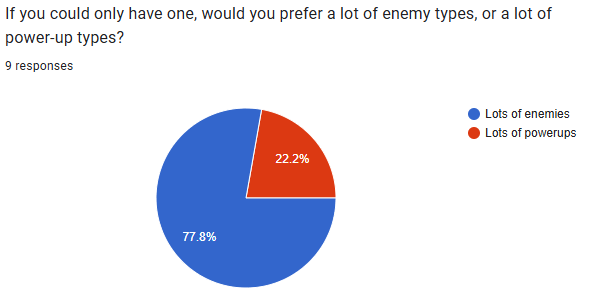 If you could only have one, would you prefer a lot of enemy types, or a lot of
power-up types?
9 responses
Lots of enemies
Lots of powerups
22.2%
77.8%